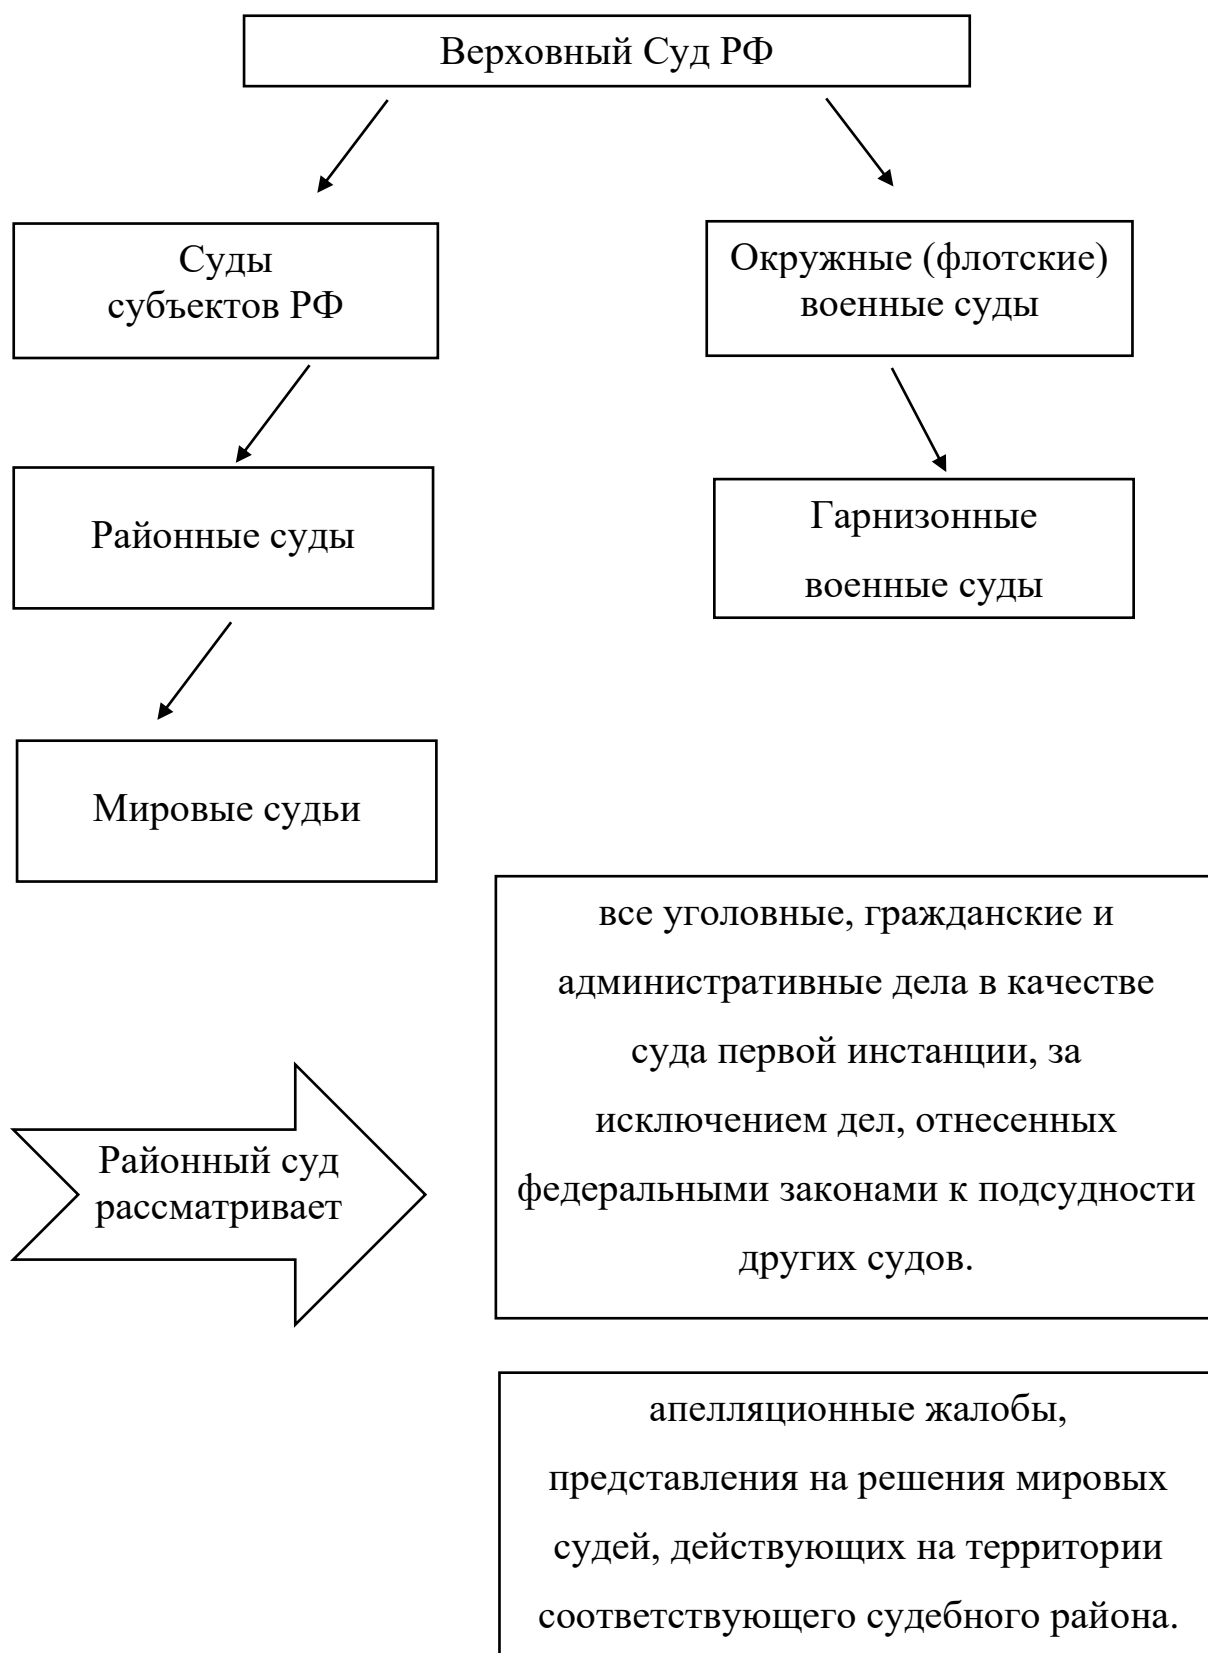 Верховный Суд РФ
Суды
субъектов РФ
Окружные (флотские)
военные суды
Районные суды
Гарнизонные
военные суды
Мировые судьи
Районный суд
рассматривает
все уголовные, гражданские и
административные дела в качестве
суда первой инстанции, за
исключением дел, отнесенных
федеральными законами к подсудности
других судов.
апелляционные жалобы,
представления на решения мировых
судей, действующих на территории
соответствующего судебного района.